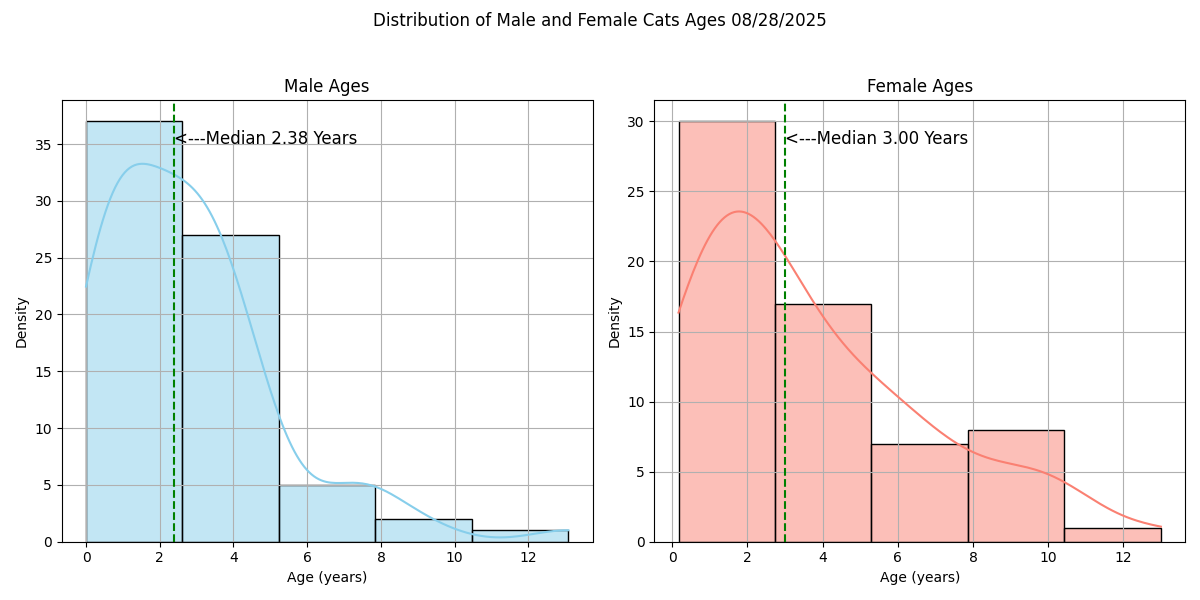 Distribution of Male and Female Cats Ages 08/28/2025
Male Ages
<---Median 2.38 Years
Density
35
30
25
20
15
10
5
0
0 2 4 6 8 10 12
Age (years)
Female Ages
<---Median 3.00 Years
Density
30
25
20
15
10
5
0
0 2 4 6 8 10 12
Age (years)